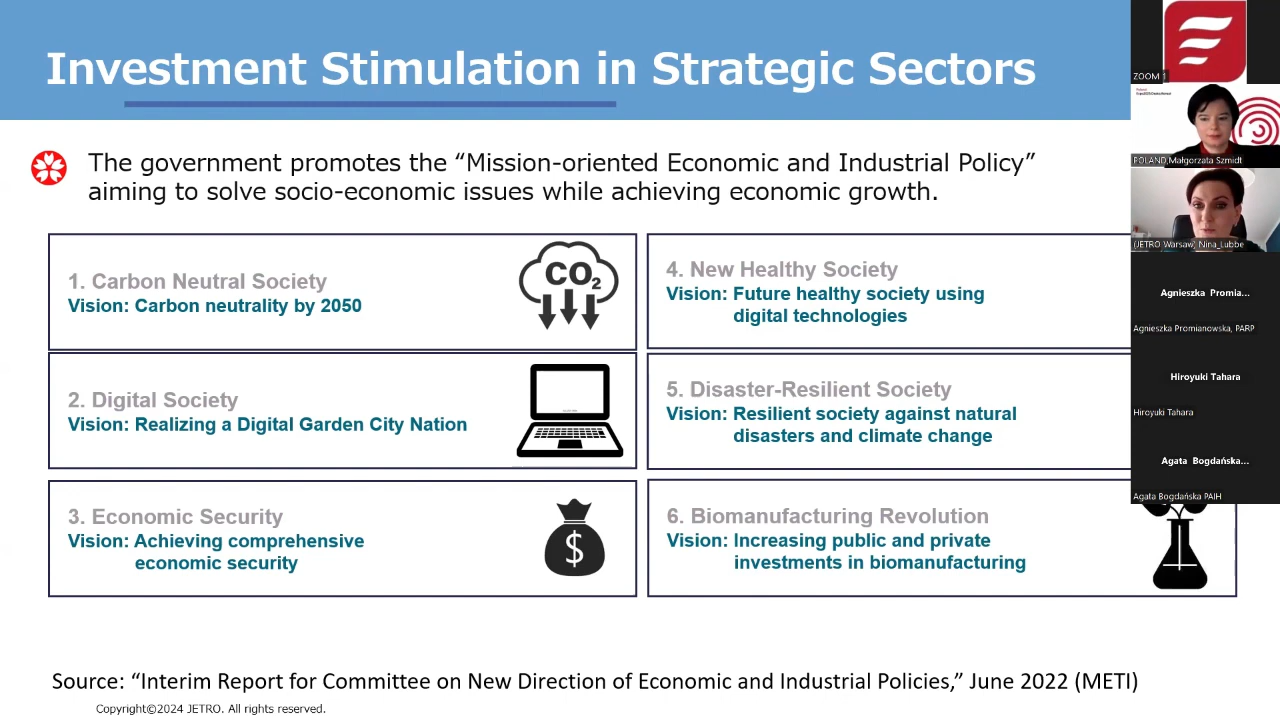 Investment Stimulation in Strategic Sectors
The government promotes the “Mission-oriented Economic and Industrial Policy”
aiming to solve socio-economic issues while achieving economic growth.
1. Carbon Neutral Society
Vision: Carbon neutrality by 2050
CO2
2. Digital Society
Vision: Realizing a Digital Garden City Nation
3. Economic Security
Vision: Achieving comprehensive
economic security
$
4. New Healthy Society
Vision: Future healthy society using
digital technologies
5. Disaster-Resilient Society
Vision: Resilient society against natural
disasters and climate change
6. Biomanufacturing Revolution
Vision: Increasing public and private
investments in biomanufacturing
Source: “Interim Report for Committee on New Direction of Economic and Industrial Policies,” June 2022 (METI)
Copyright©2024 JETRO. All rights reserved.
ZOOM 1
POLAND,Małgorzata Szmidt
(JETRO Warsaw) Nina_Lubbe
Agnieszka Promia...
Agnieszka Promianowska, PARP
Hiroyuki Tahara
Hiroyuki Tahara
Agata Bogdańska...
Agata Bogdańska PAIH